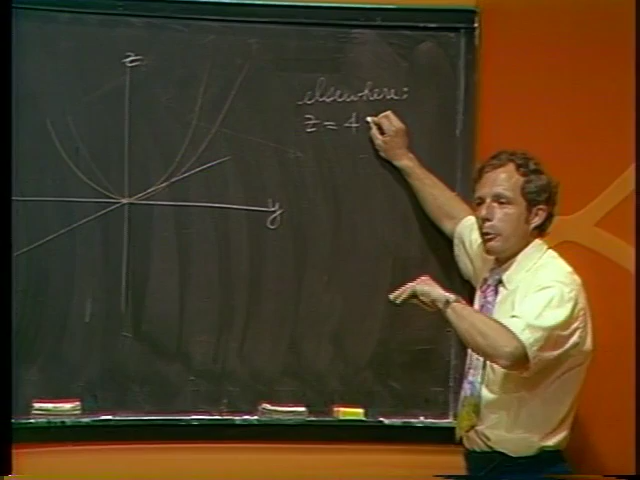 z
elsewhere:
z = 4
y